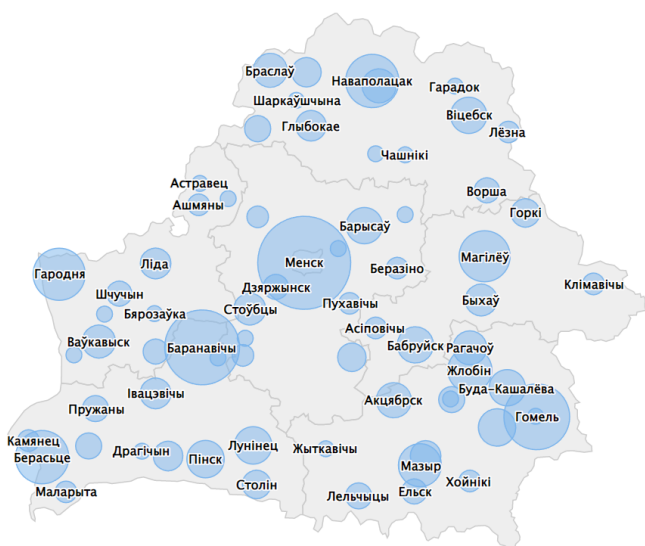 Браслаў
Наваполацак
Гарадок
Шаркаўшчына
Віцебск
Глыбокае
Лёзна
Чашнікі
Астравец
Ворша
Ашмяны
Горкі
Барысаў
Магілёў
Менск
Ліда
Беразіно
Гародня
Клімавічы
Дзяржынск
Шчучын
Быхаў
Пухавічы
Стоўбцы
Бярозаўка
Асіповічы
Ваўкавыск
Баранавічы
Бабруйск
Рагачоў
Жлобін
Буда-Кашалёва
Івацэвічы
Акцябрск
Пружаны
Гомель
Камянец
Лунінец
Драгічын
Жыткавічы
Берасьце
Пінск
Мазыр
Хойнікі
Столін
Маларыта
Ельск
Лельчыцы